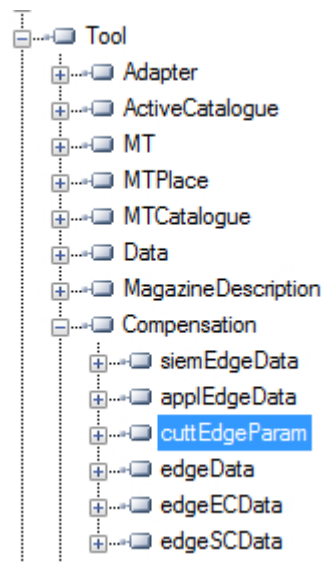 Tool
Adapter
ActiveCatalogue
MT
MTPlace
MTCatalogue
Data
MagazineDescription
Compensation
siemEdgeData
applEdgeData
cuttEdgeParam
edgeData
edgeECData
edgeSCData